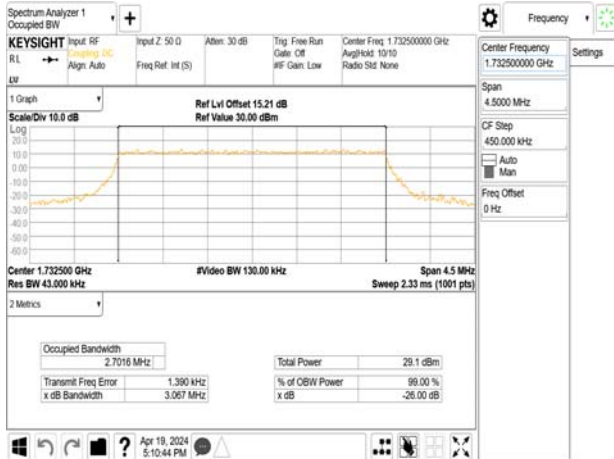 Spectrum Analyzer 1
Occupied BW
+
Frequency
KEYSIGHT
RL
Input: RF
Coupling: DC
Align: Auto
Input Z: 50 Ω
Freq Ref: Int (S)
Atten: 30 dB
Trig: Free Run
Gate: Off
#IF Gain: Low
Center Freq: 1.732500000 GHz
Avg|Hold: 10/10
Radio Std: None
LXI
Center Frequency
1.732500000 GHz
Settings
Span
4.5000 MHz
CF Step
450.000 kHz
Auto
Man
Freq Offset
0 Hz
1 Graph
Scale/Div 10.0 dB
Ref Lvl Offset 15.21 dB
Ref Value 30.00 dBm
Log
20.0
10.0
0.00
-10.0
-20.0
-30.0
-40.0
-50.0
-60.0
Center 1.732500 GHz
Res BW 43.000 kHz
#Video BW 130.00 kHz
Span 4.5 MHz
Sweep 2.33 ms (1001 pts)
2 Metrics
Occupied Bandwidth
2.7016 MHz
Total Power 29.1 dBm
Transmit Freq Error 1.390 kHz
% of OBW Power 99.00 %
x dB Bandwidth 3.067 MHz
x dB -26.00 dB
?
Apr 19, 2024
5:10:44 PM